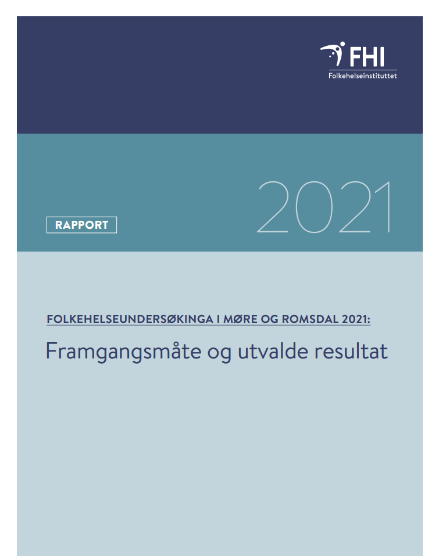 FHI
Folkehelseinstituttet
2021
RAPPORT
FOLKEHELSEUNDERSØKINGA I MØRE OG ROMSDAL 2021:
Framgangsmåte og utvalde resultat